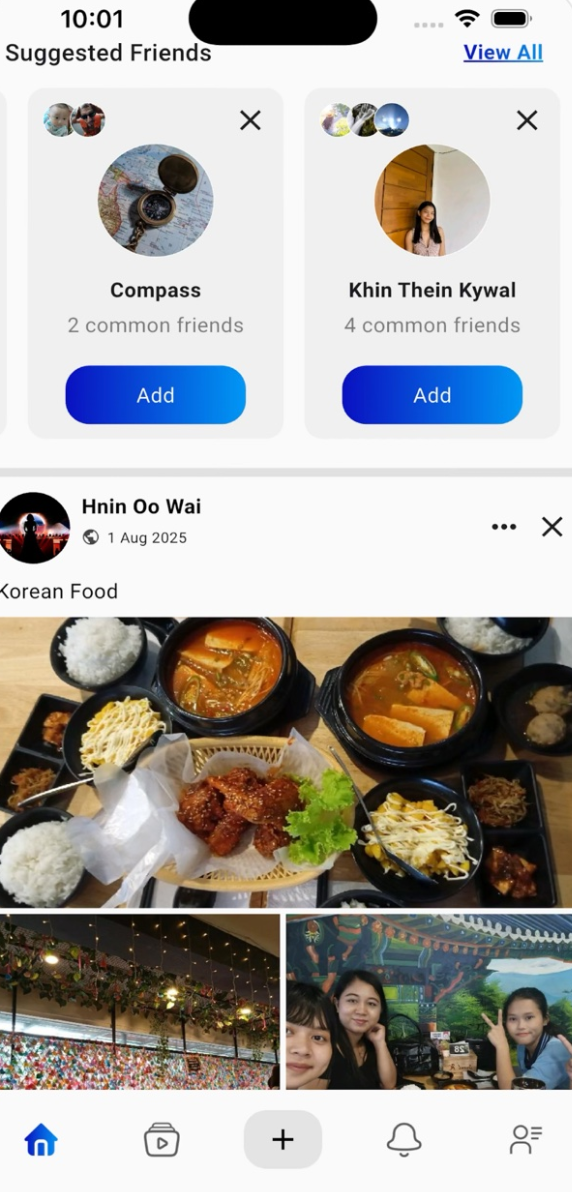 10:01
Suggested Friends
View All
Compass
2 common friends
Add
Khin Thein Kywal
4 common friends
Add
Hnin Oo Wai
1 Aug 2025
Korean Food